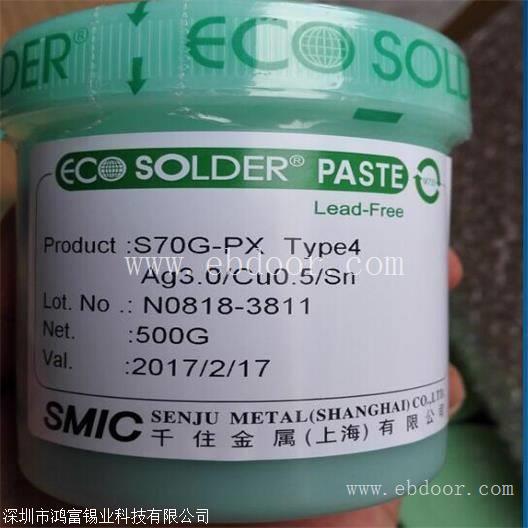 DER® ECO SOLD
ECO SOLDER® PASTE
Lead-Free
Product :S70G-PX Type4
Ag3.0/Cu0.5/Sn
www.ebdoor.com
Lot. No .: N0818-3811
Net. :500G
Val. :2017/2/17
SMIC SENJU METAL(SHANGHAI) CO.,LTD.
千住金属(上海)有限公司
www.ebdoor.com
深圳市鸿富锡业科技有限公司